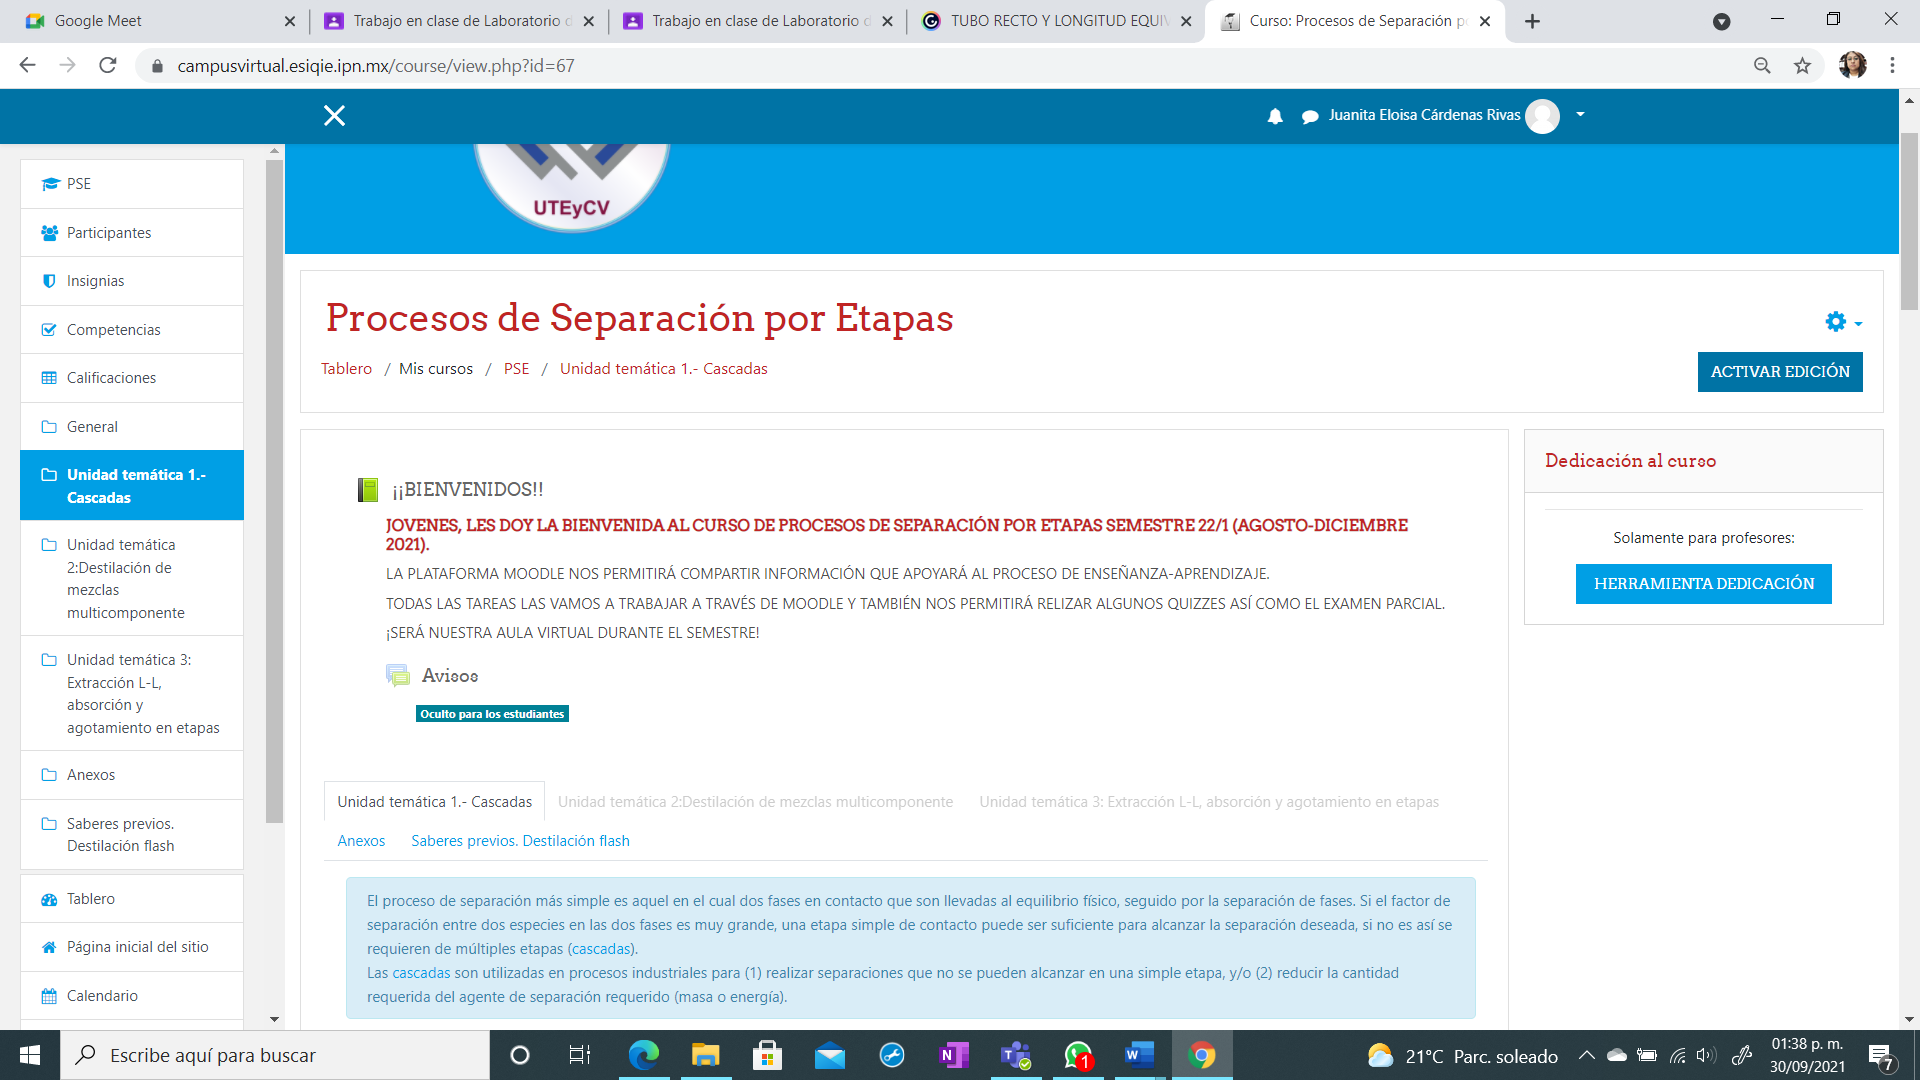 Google Meet
Trabajo en clase de Laboratorio d
Trabajo en clase de Laboratorio d
TUBO RECTO Y LONGITUD EQUIV
Curso: Procesos de Separación po
campusvirtual.esiqie.ipn.mx/course/view.php?id=67
Juanita Eloisa Cárdenas Rivas
UTEyCV
PSE
Participantes
Insignias
Competencias
Calificaciones
General
Unidad temática 1.-
Cascadas
Unidad temática
2:Destilación de
mezclas
multicomponente
Unidad temática 3:
Extracción L-L,
absorción y
agotamiento en etapas
Anexos
Saberes previos.
Destilación flash
Tablero
Página inicial del sitio
Calendario
Procesos de Separación por Etapas
Tablero / Mis cursos / PSE / Unidad temática 1.- Cascadas
ACTIVAR EDICIÓN
¡¡BIENVENIDOS!!
JOVENES, LES DOY LA BIENVENIDA AL CURSO DE PROCESOS DE SEPARACIÓN POR ETAPAS SEMESTRE 22/1 (AGOSTO-DICIEMBRE
2021).
LA PLATAFORMA MOODLE NOS PERMITIRÁ COMPARTIR INFORMACIÓN QUE APOYARÁ AL PROCESO DE ENSEÑANZA-APRENDIZAJE.
TODAS LAS TAREAS LAS VAMOS A TRABAJAR A TRAVÉS DE MOODLE Y TAMBIÉN NOS PERMITIRÁ RELIZAR ALGUNOS QUIZZES ASÍ COMO EL EXAMEN PARCIAL.
¡SERÁ NUESTRA AULA VIRTUAL DURANTE EL SEMESTRE!
Avisos
Oculto para los estudiantes
Dedicación al curso
Solamente para profesores:
HERRAMIENTA DEDICACIÓN
Unidad temática 1.- Cascadas
Unidad temática 2:Destilación de mezclas multicomponente
Unidad temática 3: Extracción L-L, absorción y agotamiento en etapas
Anexos
Saberes previos. Destilación flash
El proceso de separación más simple es aquel en el cual dos fases en contacto que son llevadas al equilibrio físico, seguido por la separación de fases. Si el factor de
separación entre dos especies en las dos fases es muy grande, una etapa simple de contacto puede ser suficiente para alcanzar la separación deseada, si no es así se
requieren de múltiples etapas (cascadas).
Las cascadas son utilizadas en procesos industriales para (1) realizar separaciones que no se pueden alcanzar en una simple etapa, y/o (2) reducir la cantidad
requerida del agente de separación requerido (masa o energía).
Escribe aquí para buscar
1
21°C Parc. soleado
01:38 p. m.
30/09/2021
7